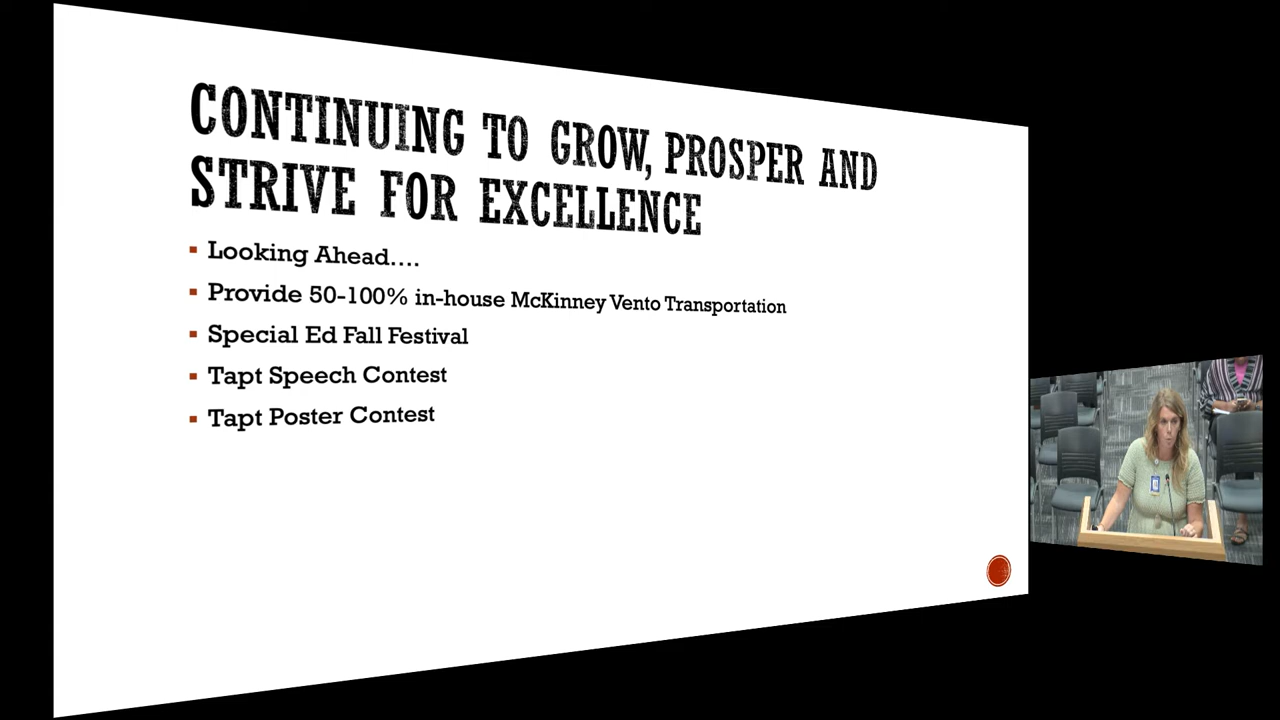 CONTINUING TO GROW, PROSPER AND
STRIVE FOR EXCELLENCE
Looking Ahead....
Provide 50-100% in-house McKinney Vento Transportation
Special Ed Fall Festival
Tapt Speech Contest
Tapt Poster Contest